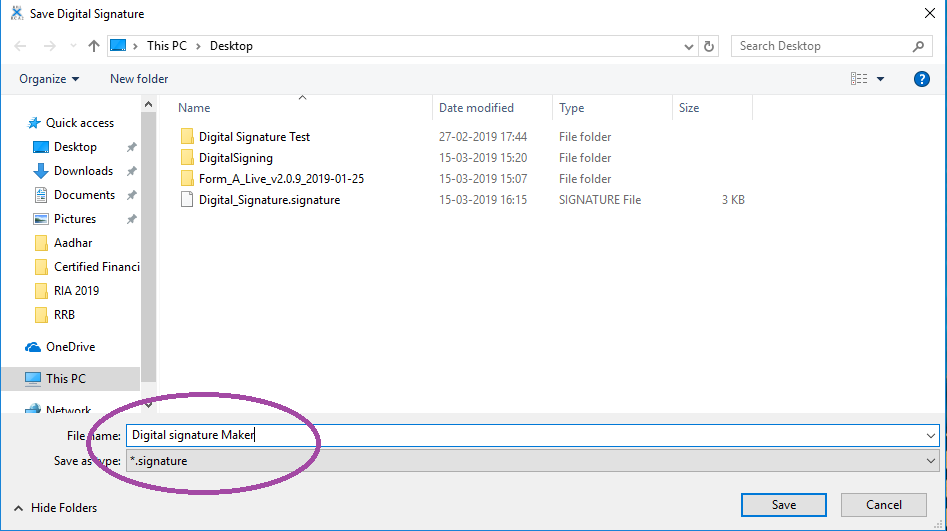 Save Digital Signature
This PC > Desktop
Search Desktop
Organize New folder
Name Date modified Type Size
Quick access
Desktop
Downloads
Documents
Pictures
Aadhar
Certified Financi
RIA 2019
RRB
OneDrive
This PC
Network
Digital Signature Test 27-02-2019 17:44 File folder
DigitalSigning 15-03-2019 15:20 File folder
Form_A_Live_v2.0.9_2019-01-25 15-03-2019 15:07 File folder
Digital_Signature.signature 15-03-2019 16:15 SIGNATURE File 3 KB
File name: Digital signature Maker
Save as type: *.signature
Hide Folders Save Cancel